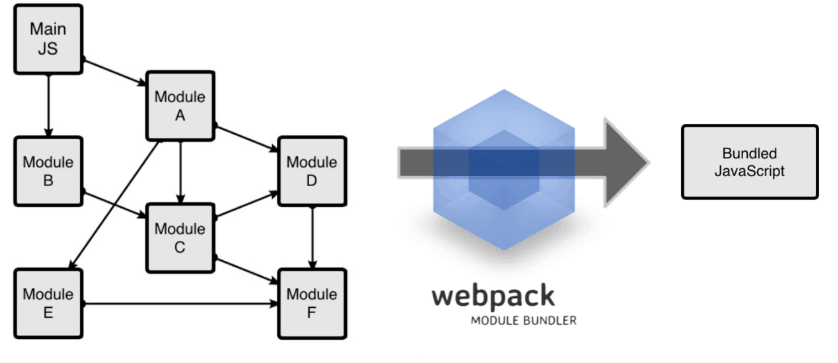 Main
JS
Module
A
Module
B
Module
D
Module
C
Module
E
Module
F
webpack
MODULE BUNDLER
Bundled
JavaScript